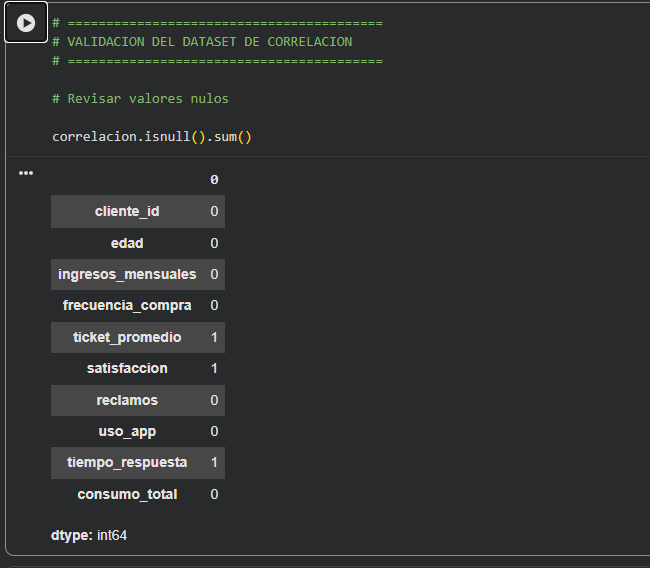 # =========================================
# VALIDACION DEL DATASET DE CORRELACION
# =========================================
# Revisar valores nulos
correlacion.isnull().sum()
0
cliente_id 0
edad 0
ingresos_mensuales 0
frecuencia_compra 0
ticket_promedio 1
satisfaccion 1
reclamos 0
uso_app 0
tiempo_respuesta 1
consumo_total 0
dtype: int64